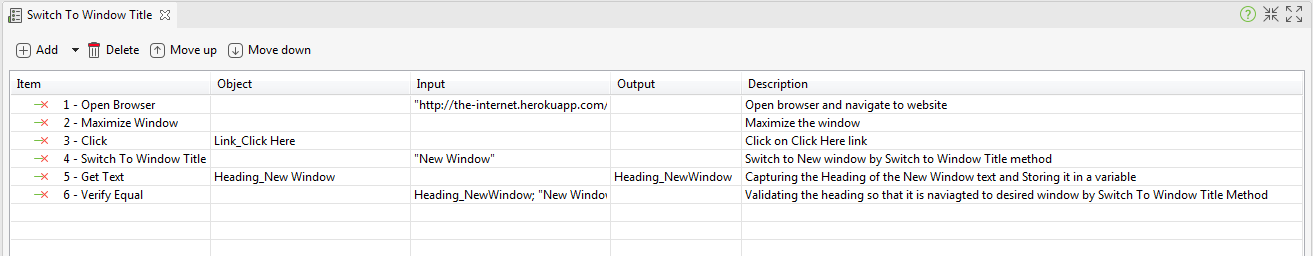 Switch To Window Title
Add Delete Move up Move down
Item Object Input Output Description
1 - Open Browser "http://the-internet.herokuapp.com/ Open browser and navigate to website
2 - Maximize Window Maximize the window
3 - Click Link_Click Here Click on Click Here link
4 - Switch To Window Title "New Window" Switch to New window by Switch to Window Title method
5 - Get Text Heading_New Window Heading_NewWindow Capturing the Heading of the New Window text and Storing it in a variable
6 - Verify Equal Heading_NewWindow; "New Windov Validating the heading so that it is naviagted to desired window by Switch To Window Title Method